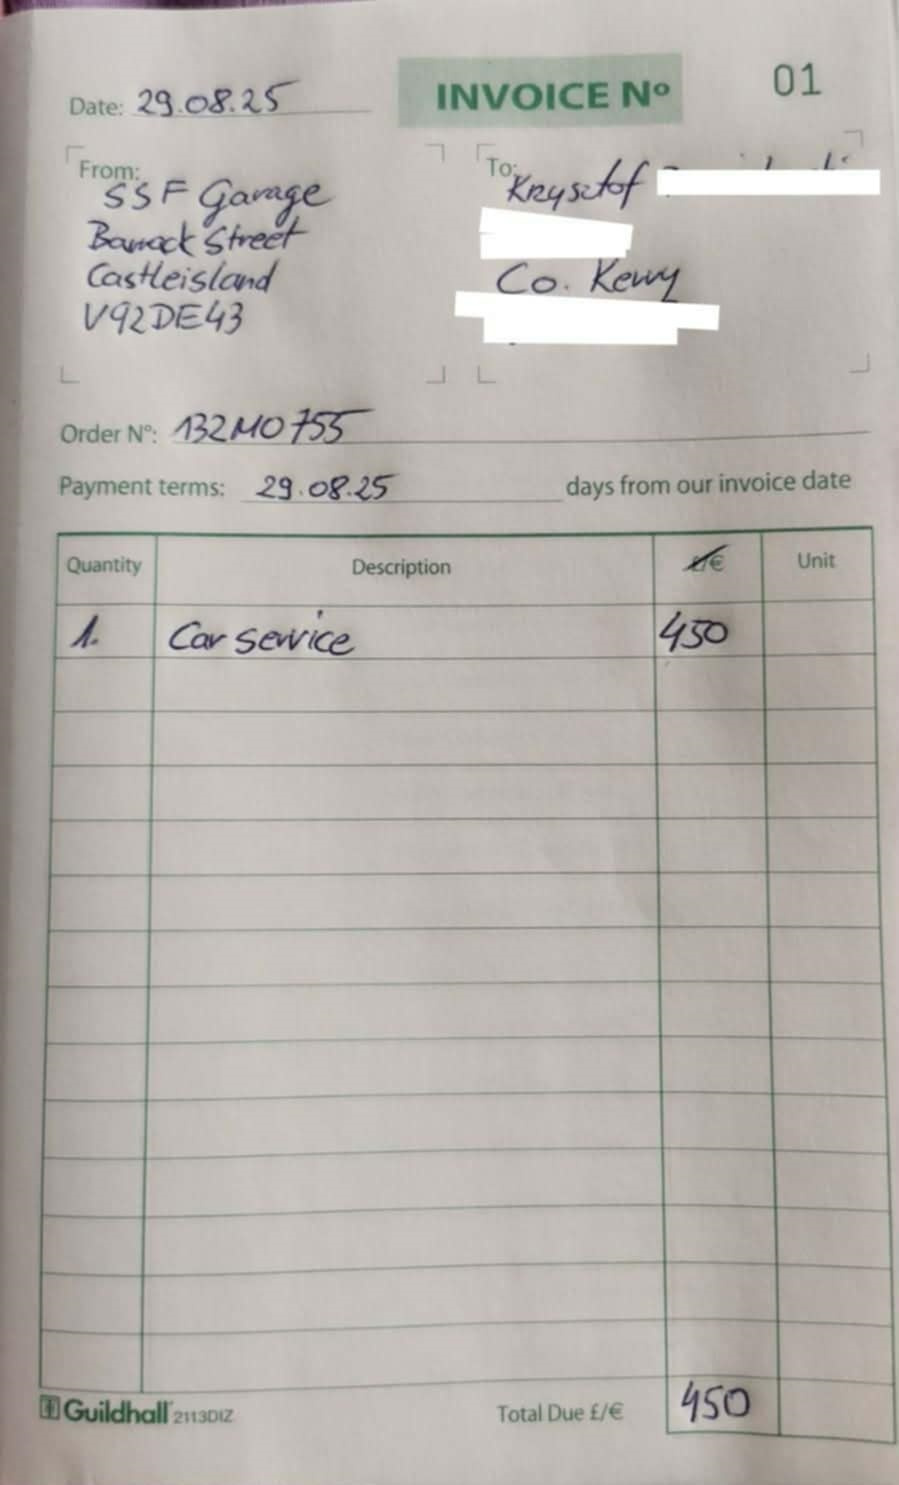 Date: 29.08.25
INVOICE Nº 01
From:
SSF Garage
Barrack Street
Castleisland
V92DE43
To:
Krysztof
Co. Kerry
Order Nº: 132MO755
Payment terms: 29.08.25 days from our invoice date
Quantity Description £/€ Unit
1. Car service 450
Guildhall 2113DIZ Total Due £/€ 450